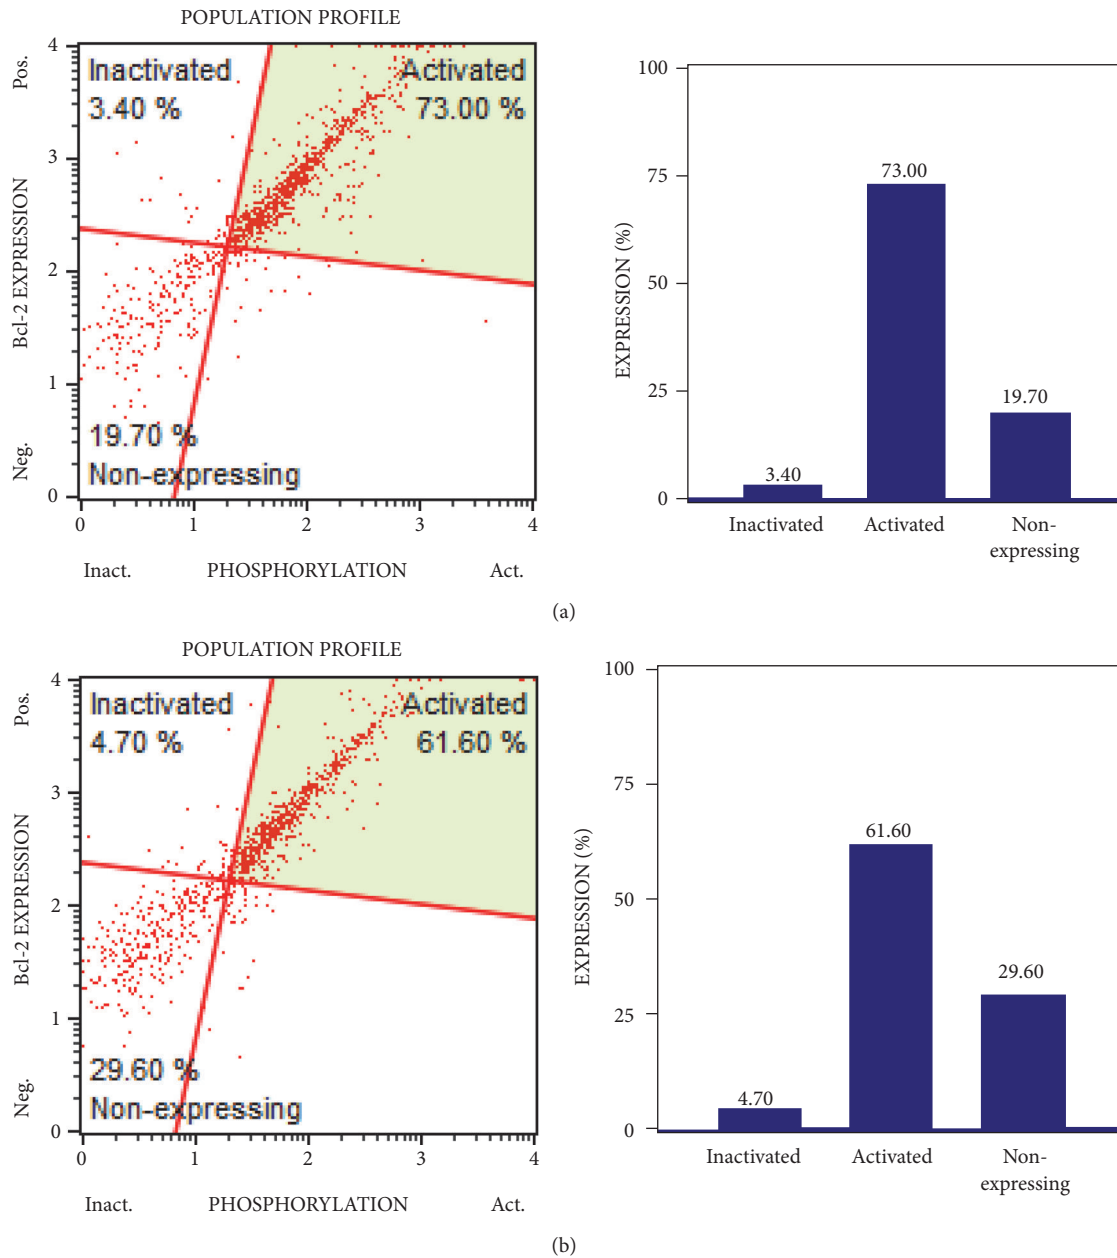 POPULATION PROFILE
Pos.
Bcl-2 EXPRESSION
Neg.
4
3
2
1
0
Inactivated
3.40 %
Activated
73.00 %
19.70 %
Non-expressing
0 1 2 3 4
Inact. PHOSPHORYLATION Act.
EXPRESSION (%)
100
75
50
25
0
3.40
73.00
19.70
Inactivated Activated Non-
expressing
(a)
POPULATION PROFILE
Pos.
Bcl-2 EXPRESSION
Neg.
4
3
2
1
0
Inactivated
4.70 %
Activated
61.60 %
29.60 %
Non-expressing
0 1 2 3 4
Inact. PHOSPHORYLATION Act.
EXPRESSION (%)
100
75
50
25
0
4.70
61.60
29.60
Inactivated Activated Non-
expressing
(b)